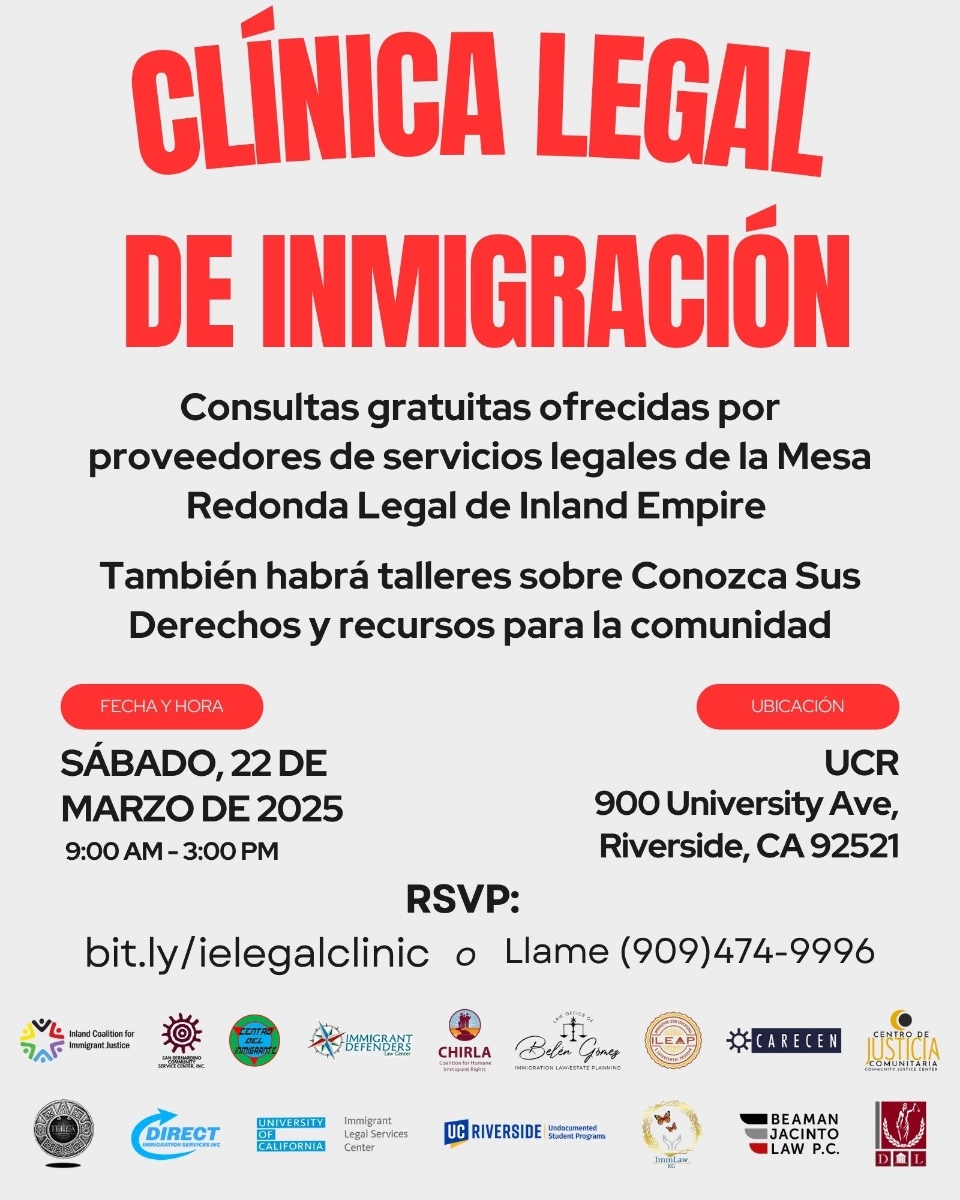 CLÍNICA LEGAL
DE INMIGRACIÓN
Consultas gratuitas ofrecidas por
proveedores de servicios legales de la Mesa
Redonda Legal de Inland Empire
También habrá talleres sobre Conozca Sus
Derechos y recursos para la comunidad
FECHA Y HORA
SÁBADO, 22 DE
MARZO DE 2025
9:00 AM - 3:00 PM
UBICACIÓN
UCR
900 University Ave,
Riverside, CA 92521
RSVP:
bit.ly/ielegalclinic o Llame (909)474-9996
Inland Coalition for
Immigrant Justice
SAN BERNARDINO
COMMUNITY
SERVICE CENTER, INC.
CENTRO
DEL
INMIGRANTE
IMMIGRANT
DEFENDERS
Law Center
CHIRLA
Coalition for Humane
Immigrant Rights
LAW OFFICE OF
Belén Gómez
IMMIGRATION LAW-ESTATE PLANNING
ILEAP
CARECEN
CENTRO DE
JUSTICIA
COMUNITARIA
COMMUNITY JUSTICE CENTER
DIRECT
IMMIGRATION SERVICES INC
UNIVERSITY
OF
CALIFORNIA
Immigrant
Legal Services
Center
UC RIVERSIDE
Undocumented
Student Programs
ImmLaw
KG
BEAMAN
JACINTO
LAW P.C.
D L